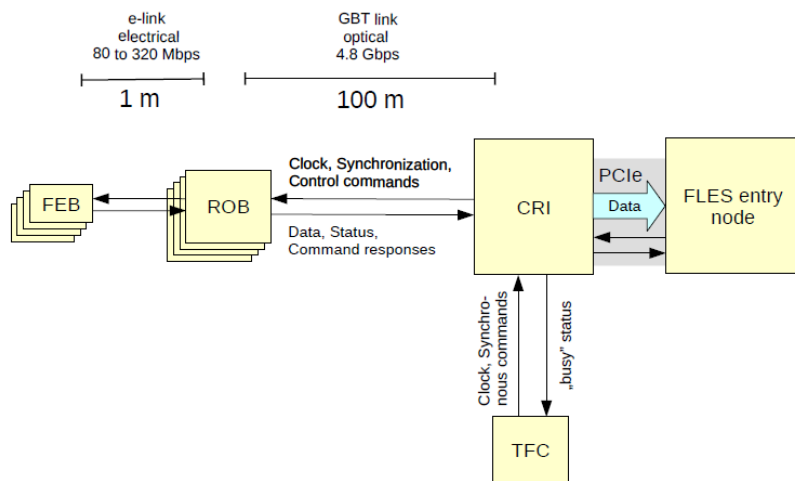 e-link
electrical
80 to 320 Mbps
1 m
GBT link
optical
4.8 Gbps
100 m
FEB
ROB
Clock, Synchronization,
Control commands
Data, Status,
Command responses
CRI
PCIe
Data
FLES entry
node
Clock, Synchro-
nous commands
„busy” status
TFC